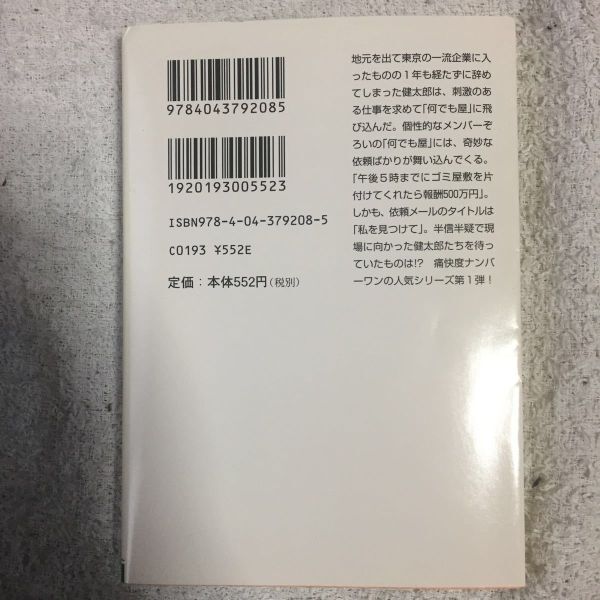 9784043792085
1920193005523
ISBN978-4-04-379208-5
C0193 ¥552E
定価:本体552円(税別)
地元を出て東京の一流企業に入
ったものの1年も経たずに辞め
てしまった健太郎は、刺激のあ
る仕事を求めて「何でも屋」に飛
び込んだ。個性的なメンバーぞ
ろいの「何でも屋」には、奇妙な
依頼ばかりが舞い込んでくる。
「午後5時までにゴミ屋敷を片
付けてくれたら報酬500万円」。
しかも、依頼メールのタイトルは
「私を見つけて」。半信半疑で現
場に向かった健太郎たちを待っ
ていたものは!? 痛快度ナンバ
ーワンの人気シリーズ第1弾!